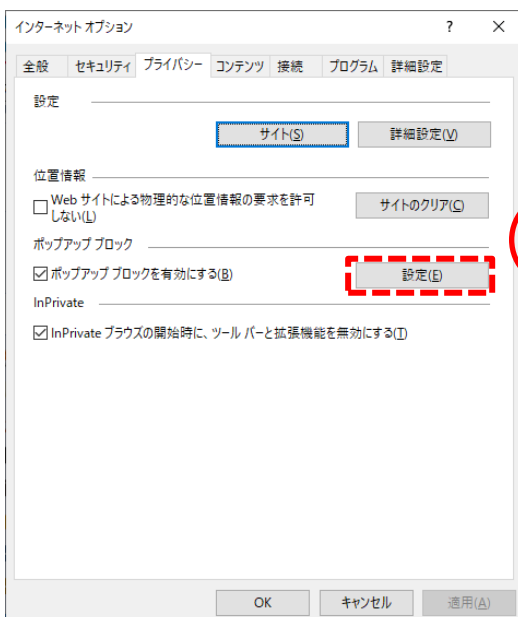 インターネット オプション ? ×
全般 セキュリティ プライバシー コンテンツ 接続 プログラム 詳細設定
設定
サイト(S) 詳細設定(V)
位置情報
Web サイトによる物理的な位置情報の要求を許可
しない(L)
サイトのクリア(C)
ポップアップ ブロック
ポップアップ ブロックを有効にする(B) 設定(E)
InPrivate
InPrivate ブラウズの開始時に、ツール バーと拡張機能を無効にする(T)
OK キャンセル 適用(A)